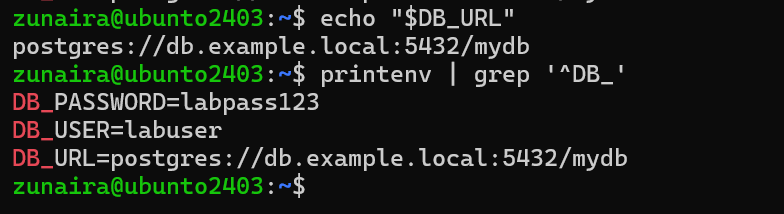 zunaira@ubunto2403:~$ echo "$DB_URL"
postgres://db.example.local:5432/mydb
zunaira@ubunto2403:~$ printenv | grep '^DB_'
DB_PASSWORD=labpass123
DB_USER=labuser
DB_URL=postgres://db.example.local:5432/mydb
zunaira@ubunto2403:~$